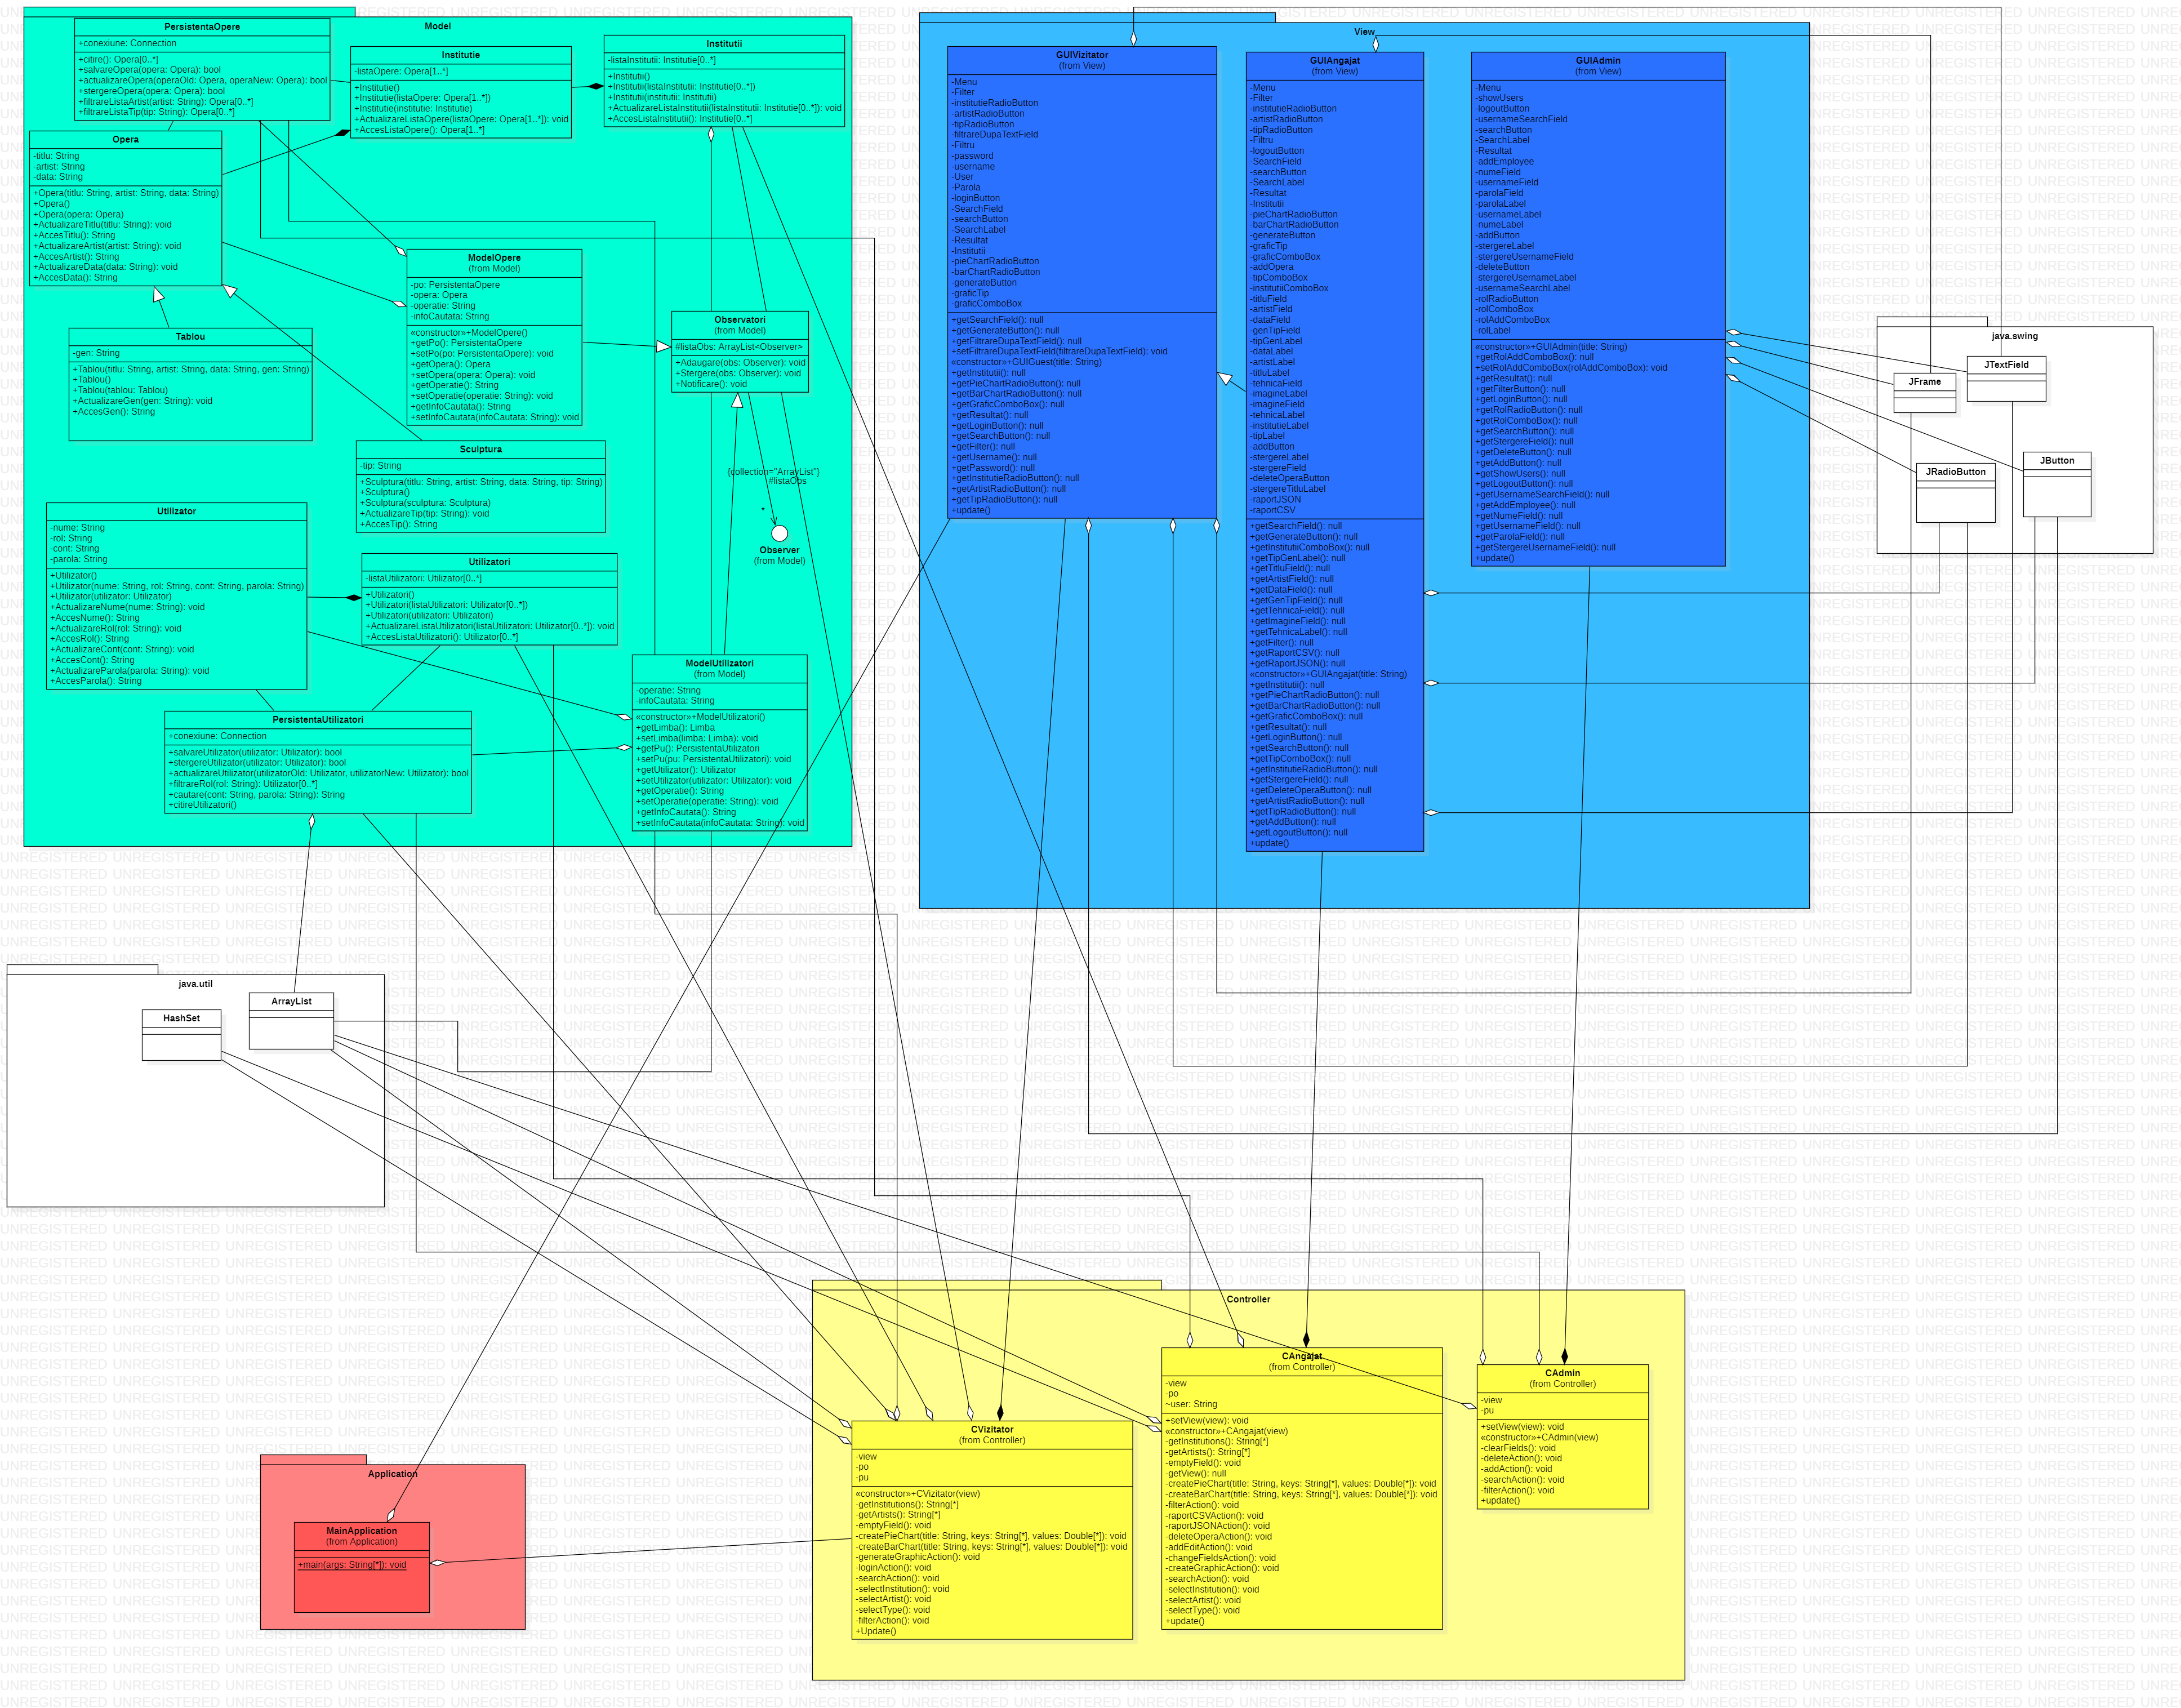 Model
PersistentaOpere
+conexiune: Connection
+citire(): Opera[0..*]
+salvareOpera(opera: Opera): bool
+actualizareOpera(operaOld: Opera, operaNew: Opera): bool
+stergereOpera(opera: Opera): bool
+filtrareListaArtist(artist: String): Opera[0..*]
+filtrareListaTip(tip: String): Opera[0..*]
Institutie
-listaOpere: Opera[1..*]
+Institutie()
+Institutie(listaOpere: Opera[1..*])
+Institutie(institutie: Institutie)
+ActualizareListaOpere(listaOpere: Opera[1..*]): void
+AccesListaOpere(): Opera[1..*]
Institutii
-listaInstitutii: Institutie[0..*]
+Institutii()
+Institutii(listaInstitutii: Institutie[0..*])
+Institutii(institutii: Institutii)
+ActualizareListaInstitutii(listaInstitutii: Institutie[0..*]): void
+AccesListaInstitutii(): Institutie[0..*]
Opera
-titlu: String
-artist: String
-data: String
+Opera(titlu: String, artist: String, data: String)
+Opera()
+Opera(opera: Opera)
+ActualizareTitlu(titlu: String): void
+AccesTitlu(): String
+ActualizareArtist(artist: String): void
+AccesArtist(): String
+ActualizareData(data: String): void
+AccesData(): String
ModelOpere
(from Model)
-po: PersistentaOpere
-opera: Opera
-operatie: String
-infoCautata: String
«constructor»+ModelOpere()
+getPo(): PersistentaOpere
+setPo(po: PersistentaOpere): void
+getOpera(): Opera
+setOpera(opera: Opera): void
+getOperatie(): String
+setOperatie(operatie: String): void
+getInfoCautata(): String
+setInfoCautata(infoCautata: String): void
Observatori
(from Model)
#listaObs: ArrayList<Observer>
+Adaugare(obs: Observer): void
+Stergere(obs: Observer): void
+Notificare(): void
Tablou
-gen: String
+Tablou(titlu: String, artist: String, data: String, gen: String)
+Tablou()
+Tablou(tablou: Tablou)
+ActualizareGen(gen: String): void
+AccesGen(): String
Sculptura
-tip: String
+Sculptura(titlu: String, artist: String, data: String, tip: String)
+Sculptura()
+Sculptura(sculptura: Sculptura)
+ActualizareTip(tip: String): void
+AccesTip(): String
{collection="ArrayList"}
#listaObs
*
Observer
(from Model)
Utilizator
-nume: String
-rol: String
-cont: String
-parola: String
+Utilizator()
+Utilizator(nume: String, rol: String, cont: String, parola: String)
+Utilizator(utilizator: Utilizator)
+ActualizareNume(nume: String): void
+AccesNume(): String
+ActualizareRol(rol: String): void
+AccesRol(): String
+ActualizareCont(cont: String): void
+AccesCont(): String
+ActualizareParola(parola: String): void
+AccesParola(): String
Utilizatori
-listaUtilizatori: Utilizator[0..*]
+Utilizatori()
+Utilizatori(listaUtilizatori: Utilizator[0..*])
+Utilizatori(utilizatori: Utilizatori)
+ActualizareListaUtilizatori(listaUtilizatori: Utilizator[0..*]): void
+AccesListaUtilizatori(): Utilizator[0..*]
ModelUtilizatori
(from Model)
-operatie: String
-infoCautata: String
«constructor»+ModelUtilizatori()
+getLimba(): Limba
+setLimba(limba: Limba): void
+getPu(): PersistentaUtilizatori
+setPu(pu: PersistentaUtilizatori): void
+getUtilizator(): Utilizator
+setUtilizator(utilizator: Utilizator): void
+getOperatie(): String
+setOperatie(operatie: String): void
+getInfoCautata(): String
+setInfoCautata(infoCautata: String): void
PersistentaUtilizatori
+conexiune: Connection
+salvareUtilizator(utilizator: Utilizator): bool
+stergereUtilizator(utilizator: Utilizator): bool
+actualizareUtilizator(utilizatorOld: Utilizator, utilizatorNew: Utilizator): bool
+filtrareRol(rol: String): Utilizator[0..*]
+cautare(cont: String, parola: String): String
+citireUtilizatori()
View
GUIVizitator
(from View)
-Menu
-Filter
-institutieRadioButton
-artistRadioButton
-tipRadioButton
-filtrareDupaTextField
-Filtru
-password
-username
-User
-Parola
-loginButton
-SearchField
-searchButton
-SearchLabel
-Resultat
-Institutii
-pieChartRadioButton
-barChartRadioButton
-generateButton
-graficTip
-graficComboBox
+getSearchField(): null
+getGenerateButton(): null
+getFiltrareDupaTextField(): null
+setFiltrareDupaTextField(filtrareDupaTextField): void
«constructor»+GUIGuest(title: String)
+getInstitutii(): null
+getPieChartRadioButton(): null
+getBarChartRadioButton(): null
+getGraficComboBox(): null
+getResultat(): null
+getLoginButton(): null
+getSearchButton(): null
+getFilter(): null
+getUsername(): null
+getPassword(): null
+getInstitutieRadioButton(): null
+getArtistRadioButton(): null
+getTipRadioButton(): null
+update()
GUIAngajat
(from View)
-Menu
-Filter
-institutieRadioButton
-artistRadioButton
-tipRadioButton
-Filtru
-logoutButton
-SearchField
-searchButton
-SearchLabel
-Resultat
-Institutii
-pieChartRadioButton
-barChartRadioButton
-generateButton
-graficTip
-graficComboBox
-addOpera
-tipComboBox
-institutiiComboBox
-titluField
-artistField
-dataField
-genTipField
-tipGenLabel
-dataLabel
-artistLabel
-titluLabel
-tehnicaField
-imagineLabel
-imagineField
-tehnicaLabel
-institutieLabel
-tipLabel
-addButton
-stergereLabel
-stergereField
-deleteOperaButton
-stergereTitluLabel
-raportJSON
-raportCSV
+getSearchField(): null
+getGenerateButton(): null
+getInstitutiiComboBox(): null
+getTipGenLabel(): null
+getTitluField(): null
+getArtistField(): null
+getDataField(): null
+getGenTipField(): null
+getTehnicaField(): null
+getImagineField(): null
+getTehnicaLabel(): null
+getFilter(): null
+getRaportCSV(): null
+getRaportJSON(): null
«constructor»+GUIAngajat(title: String)
+getInstitutii(): null
+getPieChartRadioButton(): null
+getBarChartRadioButton(): null
+getGraficComboBox(): null
+getResultat(): null
+getLoginButton(): null
+getSearchButton(): null
+getTipComboBox(): null
+getInstitutieRadioButton(): null
+getStergereField(): null
+getDeleteOperaButton(): null
+getArtistRadioButton(): null
+getTipRadioButton(): null
+getAddButton(): null
+getLogoutButton(): null
+update()
GUIAdmin
(from View)
-Menu
-showUsers
-logoutButton
-usernameSearchField
-searchButton
-SearchLabel
-Resultat
-addEmployee
-numeField
-usernameField
-parolaField
-parolaLabel
-usernameLabel
-numeLabel
-addButton
-stergereLabel
-stergereUsernameField
-deleteButton
-stergereUsernameLabel
-usernameSearchLabel
-rolRadioButton
-rolComboBox
-rolAddComboBox
-rolLabel
«constructor»+GUIAdmin(title: String)
+getRolAddComboBox(): null
+setRolAddComboBox(rolAddComboBox): void
+getResultat(): null
+getFilterButton(): null
+getLoginButton(): null
+getRolRadioButton(): null
+getRolComboBox(): null
+getSearchButton(): null
+getStergereField(): null
+getDeleteButton(): null
+getAddButton(): null
+getShowUsers(): null
+getLogoutButton(): null
+getUsernameSearchField(): null
+getAddEmployee(): null
+getNumeField(): null
+getUsernameField(): null
+getParolaField(): null
+getStergereUsernameField(): null
+update()
java.swing
JTextField
JFrame
JButton
JRadioButton
java.util
ArrayList
HashSet
Controller
CVizitator
(from Controller)
-view
-po
-pu
«constructor»+CVizitator(view)
-getInstitutions(): String[*]
-getArtists(): String[*]
-emptyField(): void
-createPieChart(title: String, keys: String[*], values: Double[*]): void
-createBarChart(title: String, keys: String[*], values: Double[*]): void
-generateGraphicAction(): void
-loginAction(): void
-searchAction(): void
-selectInstitution(): void
-selectArtist(): void
-selectType(): void
-filterAction(): void
+Update()
CAngajat
(from Controller)
-view
-po
~user: String
+setView(view): void
«constructor»+CAngajat(view)
-getInstitutions(): String[*]
-getArtists(): String[*]
-emptyField(): void
-getView(): null
-createPieChart(title: String, keys: String[*], values: Double[*]): void
-createBarChart(title: String, keys: String[*], values: Double[*]): void
-filterAction(): void
-raportCSVAction(): void
-raportJSONAction(): void
-deleteOperaAction(): void
-addEditAction(): void
-changeFieldsAction(): void
-createGraphicAction(): void
-searchAction(): void
-selectInstitution(): void
-selectArtist(): void
-selectType(): void
+update()
CAdmin
(from Controller)
-view
-pu
+setView(view): void
«constructor»+CAdmin(view)
-clearFields(): void
-deleteAction(): void
-addAction(): void
-searchAction(): void
-filterAction(): void
+update()
Application
MainApplication
(from Application)
+main(args: String[*]): void